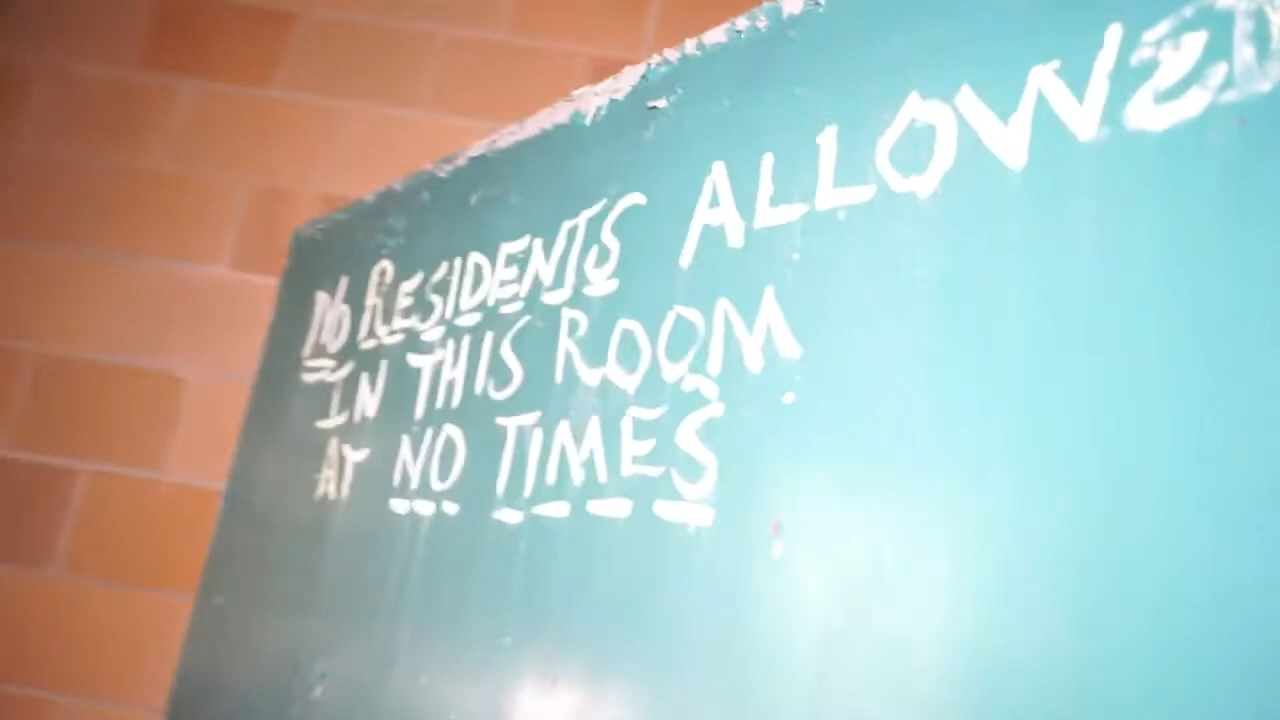 No RESIDENTS ALLOWED
IN THIS ROOM
AT NO TIMES